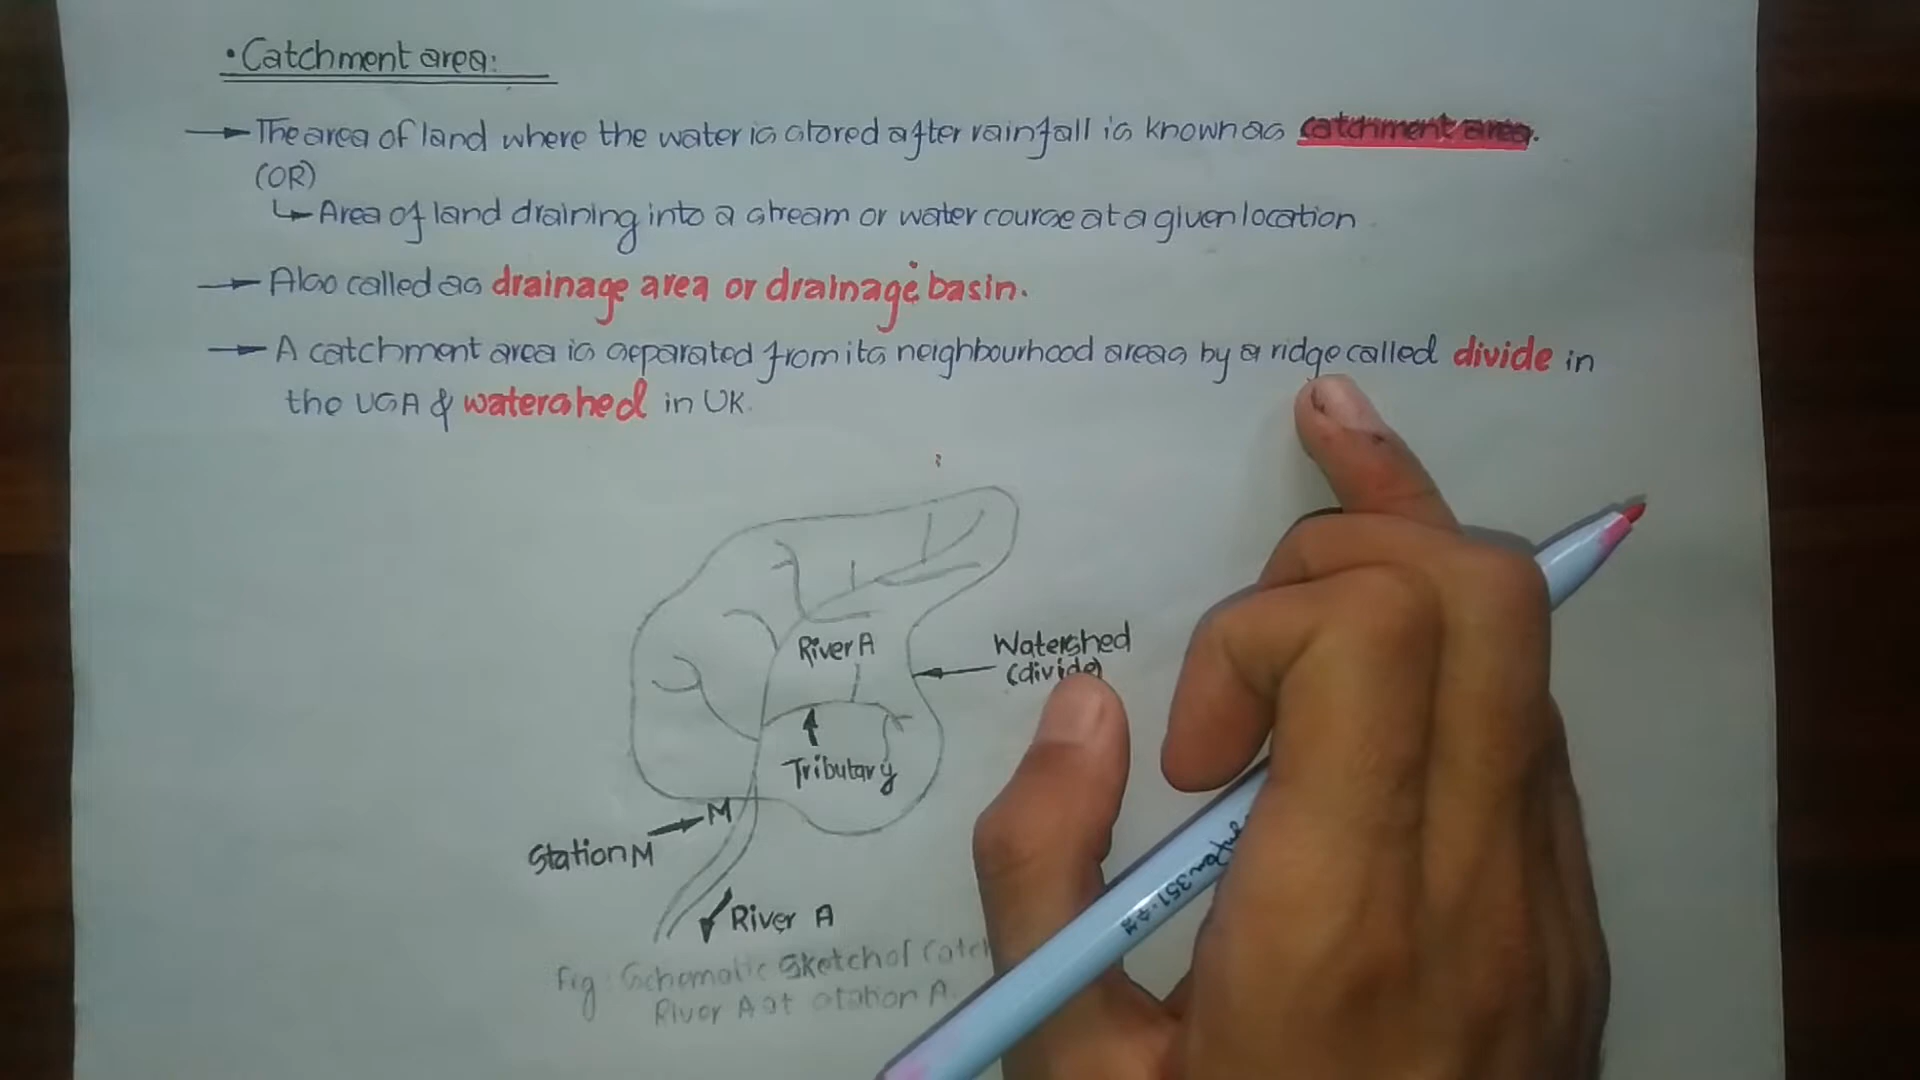 • Catchment area:
→ The area of land where the water is stored after rainfall is known as catchment area.
(OR)
↳ Area of land draining into a stream or water course at a given location
→ Also called as drainage area or drainage basin.
→ A catchment area is separated from its neighbourhood areas by a ridge called divide in
the USA & watershed in UK.
River A
Watershed
(divide)
Tributary
M
Station M
River A
Fig: Schematic Sketch of Catch
River A at station A.